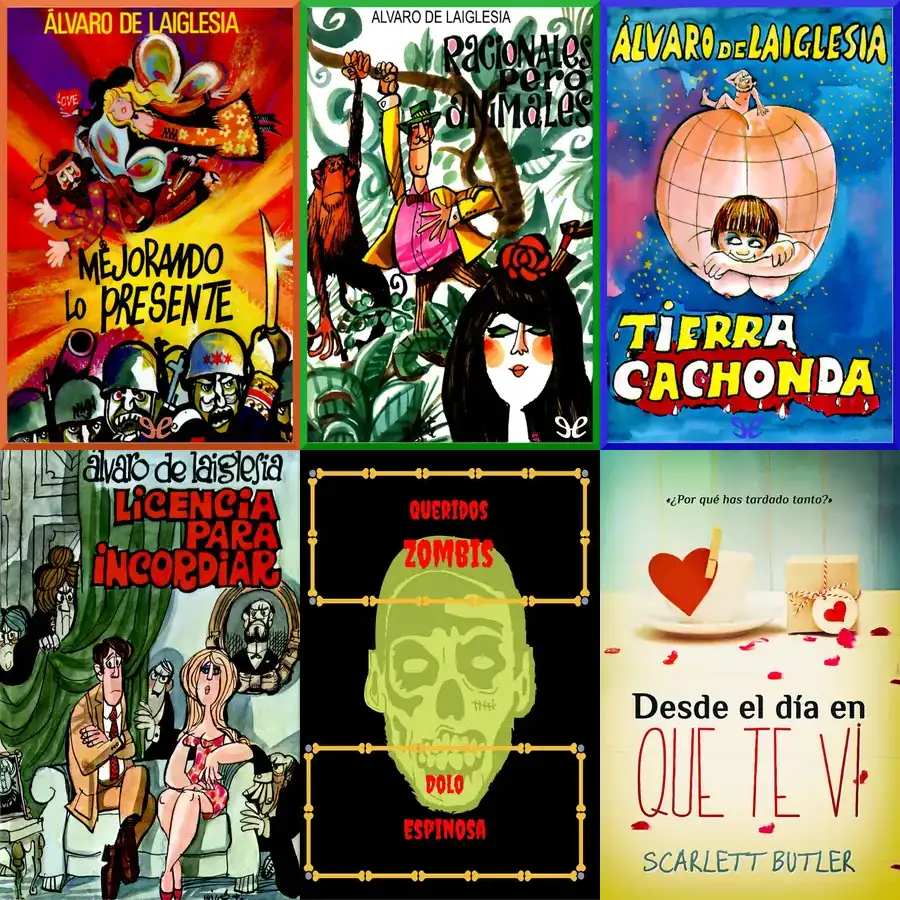 ÁLVARO DE LAIGLESIA
LOVE
MEJORANDO
LO PRESENTE
ALVARO DE LAIGLESIA
RACIONALES
PERO
ANIMALES
ÁLVARO DE LAIGLESIA
TIERRA
CACHONDA
álvaro de laiglesia
LICENCIA
PARA
INCORDIAR
QUERIDOS
ZOMBIS
DOLO
ESPINOSA
«¿Por qué has tardado tanto?»
Desde el día en
QUE TE VI
SCARLETT BUTLER